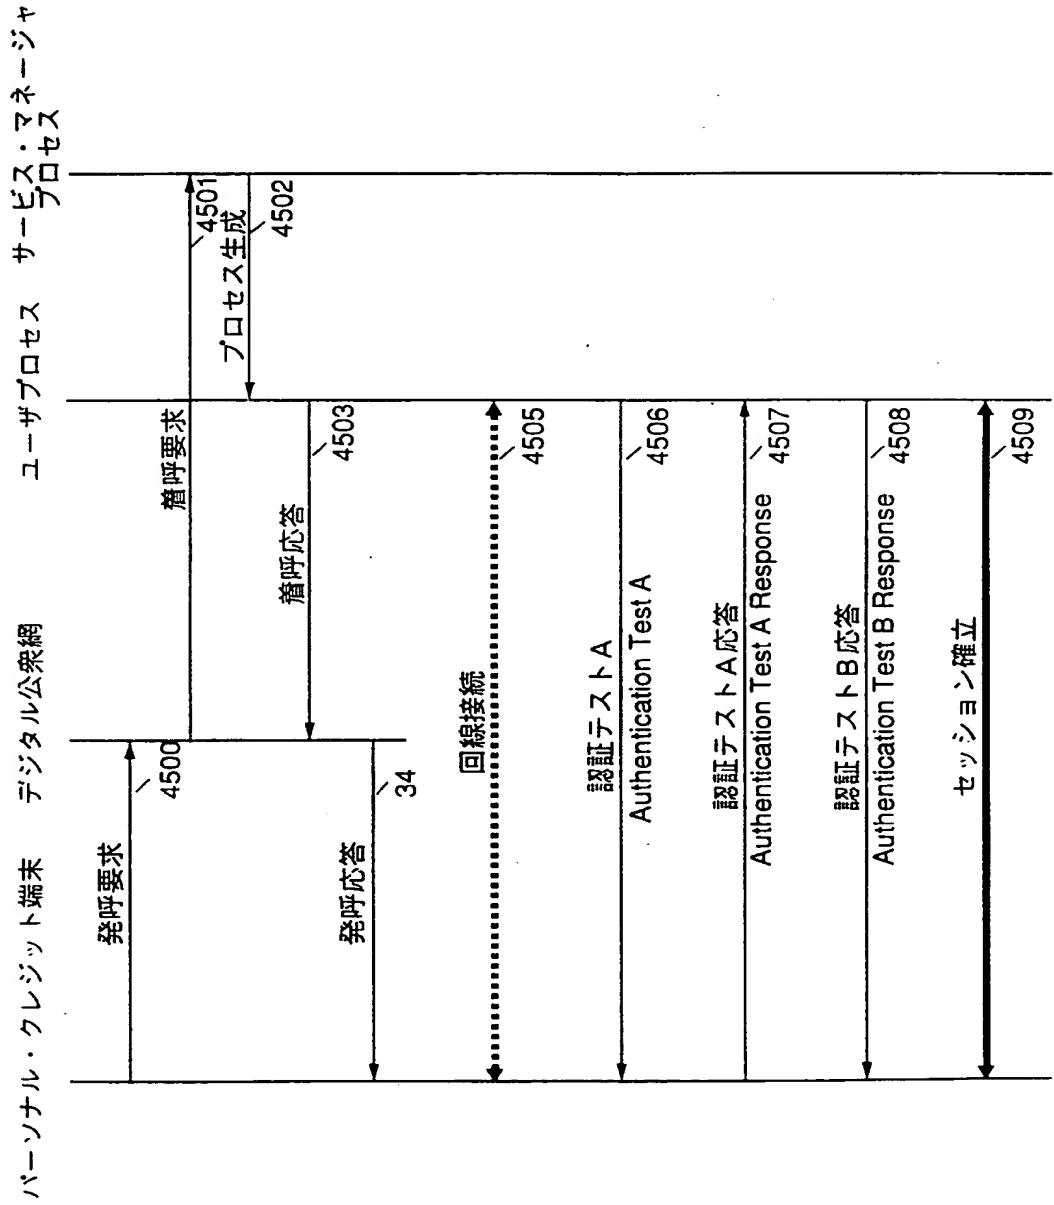 パーソナル・クレジット端末
デジタル公衆網
ユーザプロセス
サービス・マネージャ
プロセス
発呼要求
4500
着呼要求
4501
プロセス生成
4502
着呼応答
4503
発呼応答
34
回線接続
4505
認証テストA
Authentication Test A
4506
認証テストA応答
Authentication Test A Response
4507
認証テストB応答
Authentication Test B Response
4508
セッション確立
4509